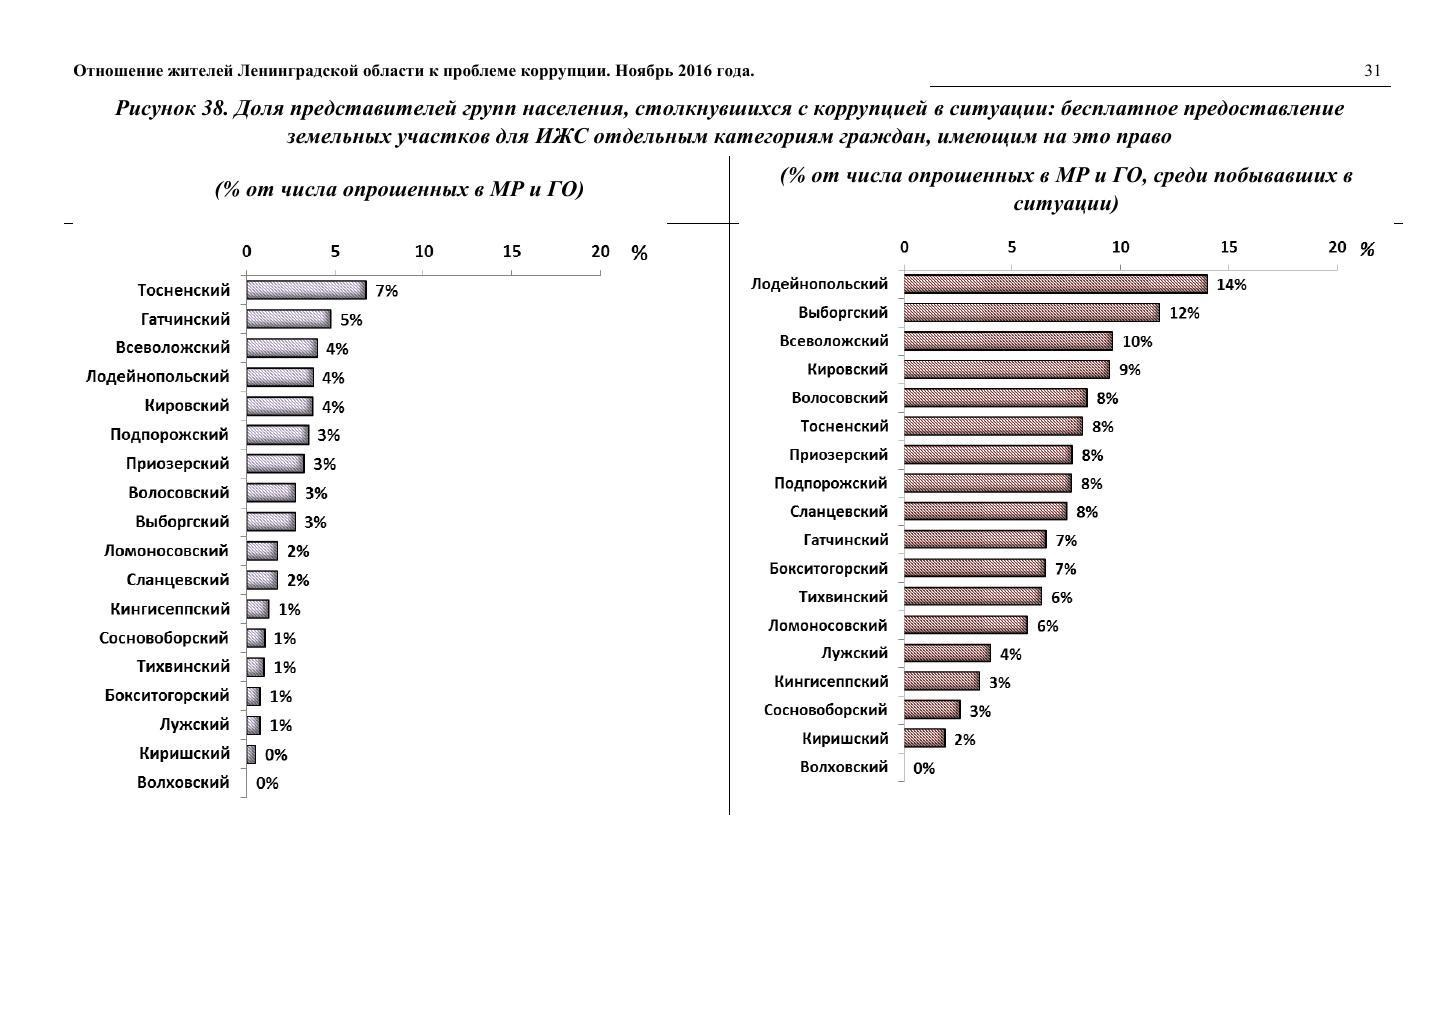 Отношение жителей Ленинградской области к проблеме коррупции. Ноябрь 2016 года.
31
Рисунок 38. Доля представителей групп населения, столкнувшихся с коррупцией в ситуации: бесплатное предоставление
земельных участков для ИЖС отдельным категориям граждан, имеющим на это право
(% от числа опрошенных в МР и ГО)
0 5 10 15 20 %
Тосненский 7%
Гатчинский 5%
Всеволожский 4%
Лодейнопольский 4%
Кировский 4%
Подпорожский 3%
Приозерский 3%
Волосовский 3%
Выборгский 3%
Ломоносовский 2%
Сланцевский 2%
Кингисеппский 1%
Сосновоборский 1%
Тихвинский 1%
Бокситогорский 1%
Лужский 1%
Киришский 0%
Волховский 0%
(% от числа опрошенных в МР и ГО, среди побывавших в
ситуации)
0 5 10 15 20 %
Лодейнопольский 14%
Выборгский 12%
Всеволожский 10%
Кировский 9%
Волосовский 8%
Тосненский 8%
Приозерский 8%
Подпорожский 8%
Сланцевский 8%
Гатчинский 7%
Бокситогорский 7%
Тихвинский 6%
Ломоносовский 6%
Лужский 4%
Кингисеппский 3%
Сосновоборский 3%
Киришский 2%
Волховский 0%